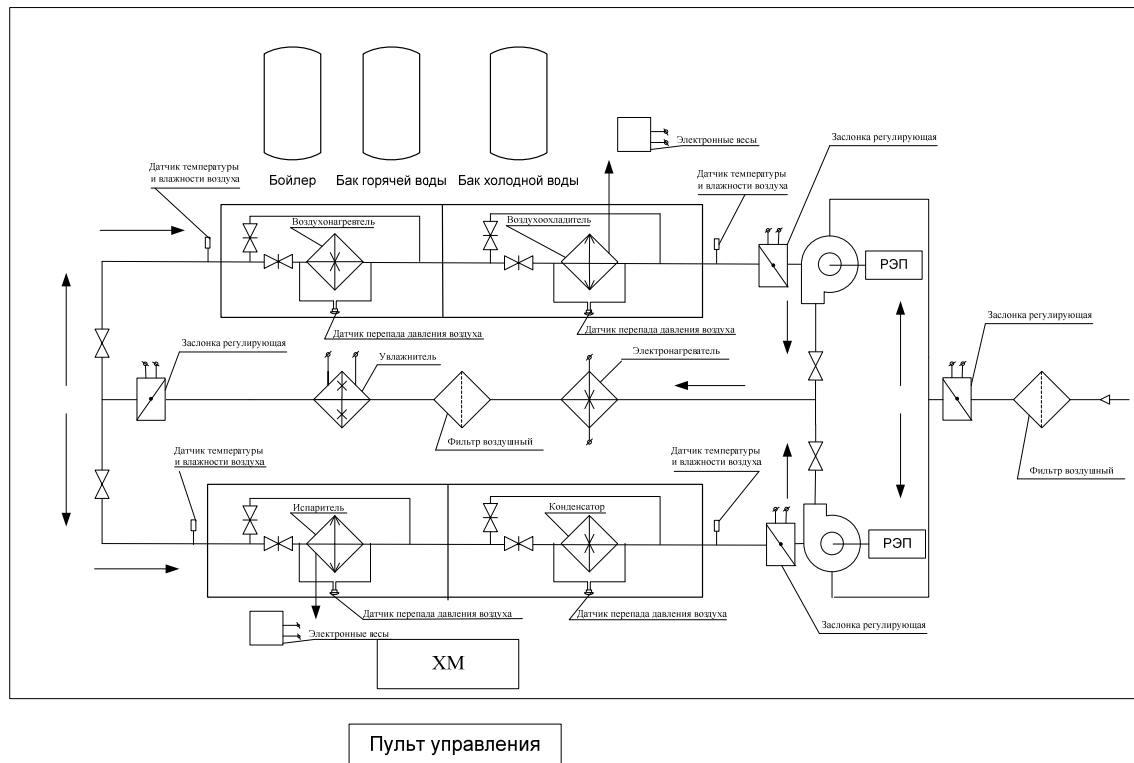 Электронные весы
Заслонка регулирующая
Датчик температуры
и влажности воздуха
Бойлер
Бак горячей воды
Бак холодной воды
Датчик температуры
и влажности воздуха
Воздухонагревтель
Воздухоохладитель
РЭП
Датчик перепада давления воздуха
Датчик перепада давления воздуха
Заслонка регулирующая
Заслонка регулирующая
Увлажнитель
Электронагреватель
Фильтр воздушный
Фильтр воздушный
Датчик температуры
и влажности воздуха
Датчик температуры
и влажности воздуха
Испаритель
Конденсатор
РЭП
Датчик перепада давления воздуха
Датчик перепада давления воздуха
Заслонка регулирующая
Электронные весы
ХМ
Пульт управления